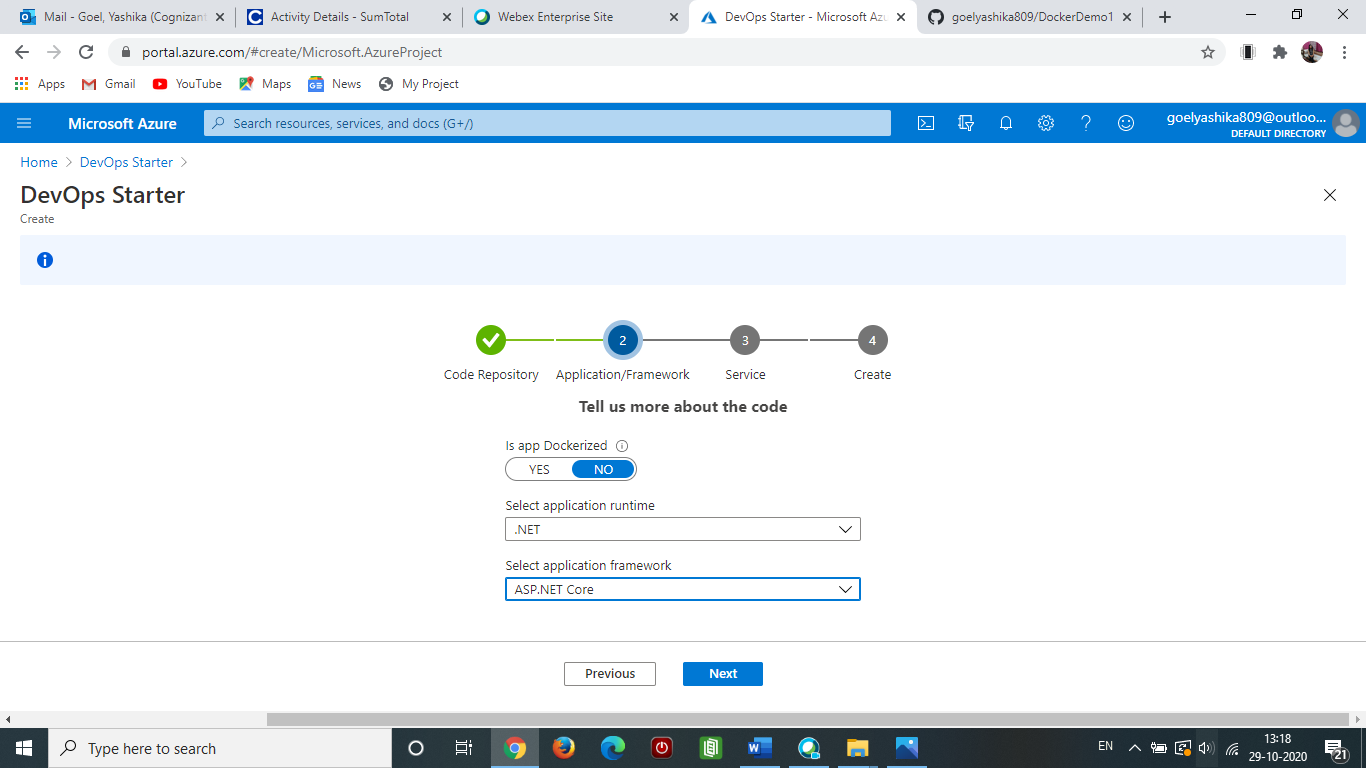 Mail - Goel, Yashika (Cognizant
Activity Details - SumTotal
Webex Enterprise Site
DevOps Starter - Microsoft Azu
goelyashika809/DockerDemo1
portal.azure.com/#create/Microsoft.AzureProject
Apps
Gmail
YouTube
Maps
News
My Project
Microsoft Azure
Search resources, services, and docs (G+/)
goelyashika809@outloo...
DEFAULT DIRECTORY
Home > DevOps Starter >
DevOps Starter
Create
2
3
4
Code Repository
Application/Framework
Service
Create
Tell us more about the code
Is app Dockerized
YES
NO
Select application runtime
.NET
Select application framework
ASP.NET Core
Previous
Next
Type here to search
EN
13:18
29-10-2020
21